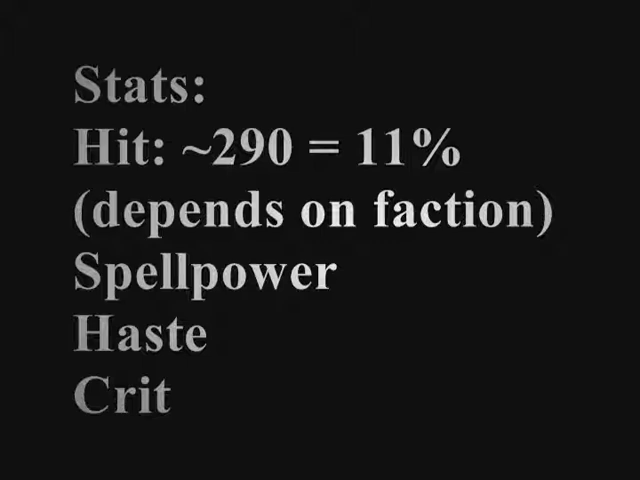 Stats:
Hit: ~290 = 11%
(depends on faction)
Spellpower
Haste
Crit